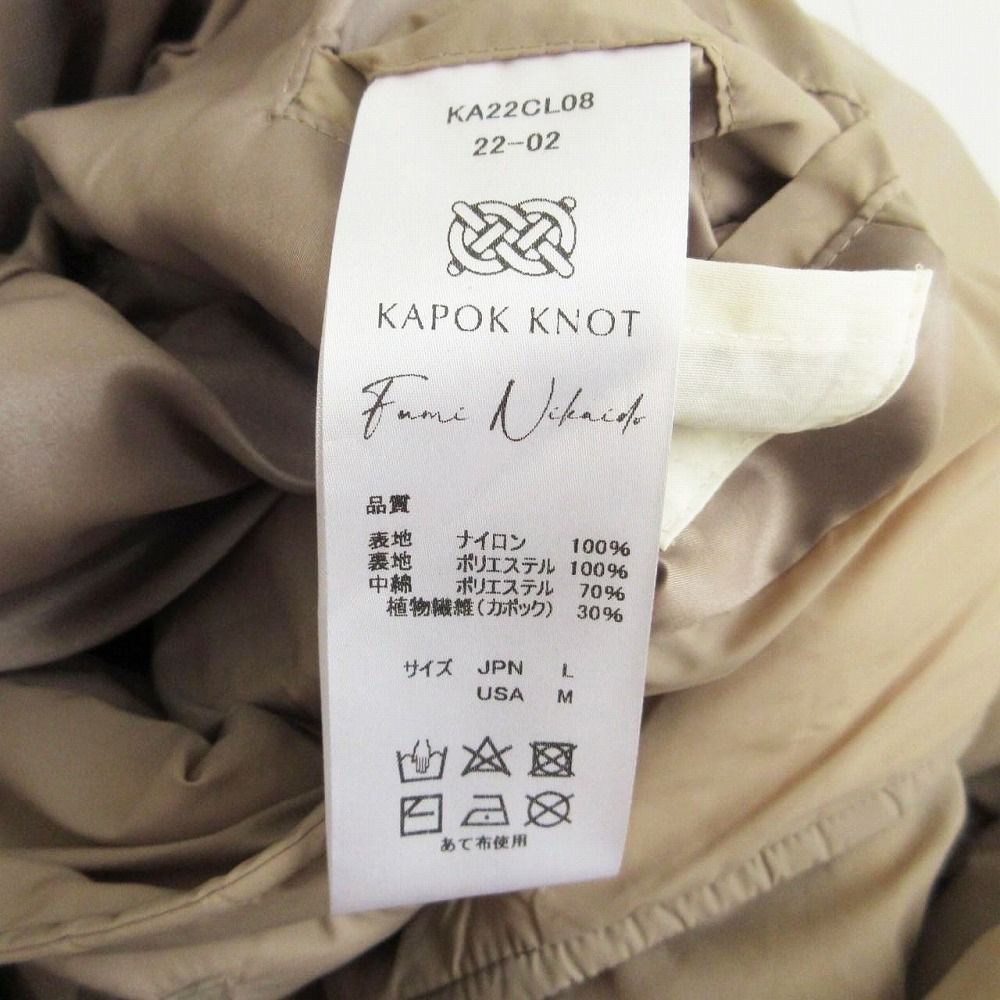 KA22CL08
22-02
KAPOK KNOT
Fumi Nikaido
品質
表地 ナイロン 100%
裏地 ポリエステル 100%
中綿 ポリエステル 70%
植物繊維(カポック) 30%
サイズ JPN L
USA M
あて布使用